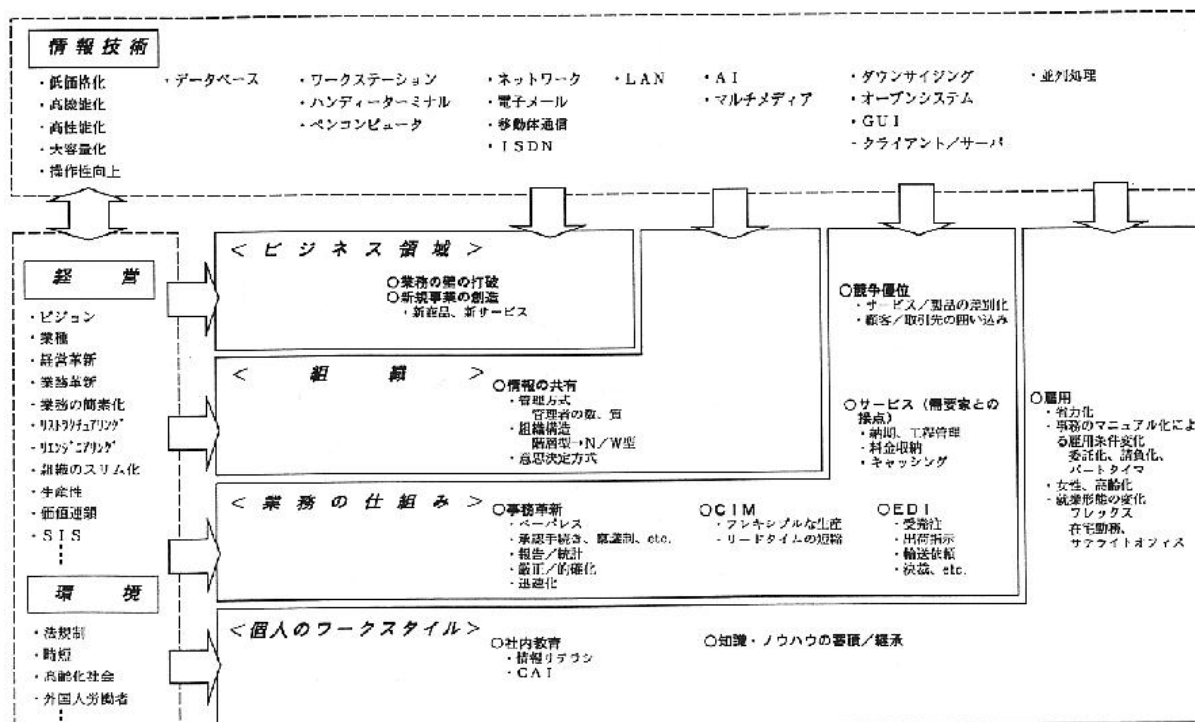 情報技術
・低価格化
・高機能化
・高性能化
・大容量化
・操作性向上
・データベース
・ワークステーション
・ハンディーターミナル
・ペンコンピュータ
・ネットワーク
・電子メール
・移動体通信
・ISDN
・LAN
・AI
・マルチメディア
・ダウンサイジング
・オープンシステム
・GUI
・クライアント/サーバ
・並列処理
経営
・ビジョン
・業種
・経営革新
・業務革新
・業務の簡素化
・リストラクチュアリング
・リエンジニアリング
・組織のスリム化
・生産性
・価値連鎖
・SIS
環境
・法規制
・時短
・高齢化社会
・外国人労働者
<ビジネス領域>
○業務の壁の打破
○新規事業の創造
・新商品、新サービス
○競争優位
・サービス/製品の差別化
・顧客/取引先の囲い込み
<組織>
○情報の共有
・管理方式
管理者の数、質
・組織構造
階層型→N/W型
・意思決定方式
○サービス(需要家との
接点)
・納期、工程管理
・料金収納
・キャッシング
○雇用
・省力化
・事務のマニュアル化によ
る雇用条件変化
委託化、請負化、
パートタイマ
・女性、高齢化
・就業形態の変化
フレックス
在宅勤務、
サテライトオフィス
<業務の仕組み>
○事務革新
・ペーパレス
・承認手続き、稟議制、etc.
・報告/統計
・厳正/的確化
・迅速化
○CIM
・フレキシブルな生産
・リードタイムの短縮
○EDI
・受発注
・出荷指示
・輸送依頼
・決裁、etc.
<個人のワークスタイル>
○社内教育
・情報リテラシ
・CAI
○知識・ノウハウの蓄積/継承